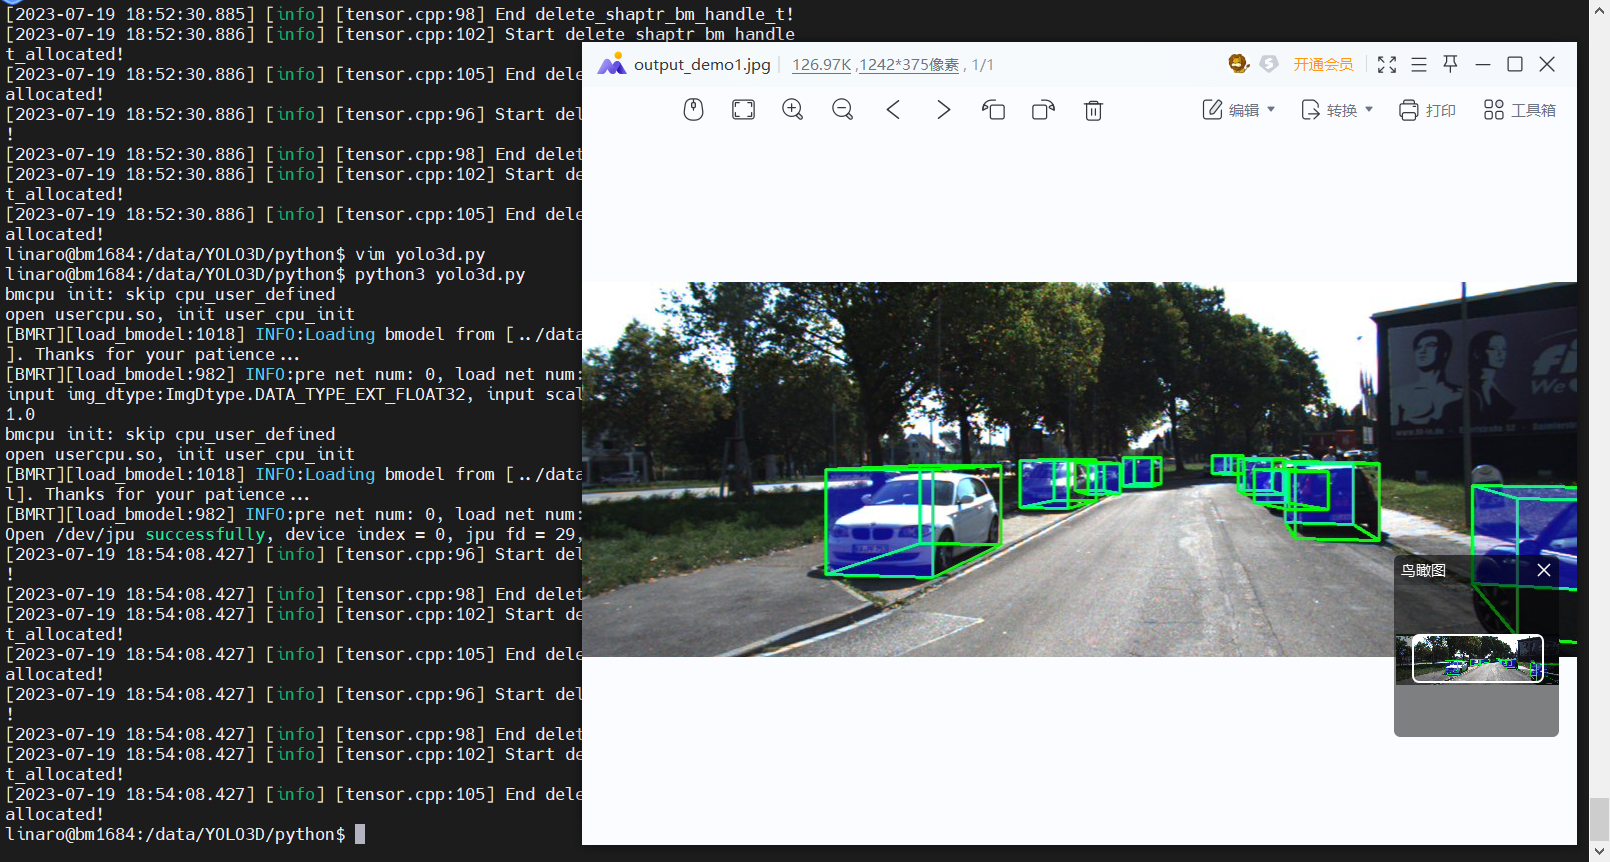 [2023-07-19 18:52:30.885] [info] [tensor.cpp:98] End delete_shaptr_bm_handle_t!
[2023-07-19 18:52:30.886] [info] [tensor.cpp:102] Start delete_shaptr_bm_handle
t_allocated!
[2023-07-19 18:52:30.886] [info] [tensor.cpp:105] End dele
allocated!
[2023-07-19 18:52:30.886] [info] [tensor.cpp:96] Start del
!
[2023-07-19 18:52:30.886] [info] [tensor.cpp:98] End delet
[2023-07-19 18:52:30.886] [info] [tensor.cpp:102] Start de
t_allocated!
[2023-07-19 18:52:30.886] [info] [tensor.cpp:105] End dele
allocated!
linaro@bm1684:/data/YOLO3D/python$ vim yolo3d.py
linaro@bm1684:/data/YOLO3D/python$ python3 yolo3d.py
bmcpu init: skip cpu_user_defined
open usercpu.so, init user_cpu_init
[BMRT][load_bmodel:1018] INFO:Loading bmodel from [../data
]. Thanks for your patience...
[BMRT][load_bmodel:982] INFO:pre net num: 0, load net num:
input img_dtype:ImgDtype.DATA_TYPE_EXT_FLOAT32, input scal
1.0
bmcpu init: skip cpu_user_defined
open usercpu.so, init user_cpu_init
[BMRT][load_bmodel:1018] INFO:Loading bmodel from [../data
l]. Thanks for your patience...
[BMRT][load_bmodel:982] INFO:pre net num: 0, load net num:
Open /dev/jpu successfully, device index = 0, jpu fd = 29,
[2023-07-19 18:54:08.427] [info] [tensor.cpp:96] Start del
!
[2023-07-19 18:54:08.427] [info] [tensor.cpp:98] End delet
[2023-07-19 18:54:08.427] [info] [tensor.cpp:102] Start de
t_allocated!
[2023-07-19 18:54:08.427] [info] [tensor.cpp:105] End dele
allocated!
[2023-07-19 18:54:08.427] [info] [tensor.cpp:96] Start del
!
[2023-07-19 18:54:08.427] [info] [tensor.cpp:98] End delet
[2023-07-19 18:54:08.427] [info] [tensor.cpp:102] Start de
t_allocated!
[2023-07-19 18:54:08.427] [info] [tensor.cpp:105] End dele
allocated!
linaro@bm1684:/data/YOLO3D/python$
output_demo1.jpg 126.97K ,1242*375像素 , 1/1
开通会员
编辑 转换 打印 工具箱
We
鸟瞰图